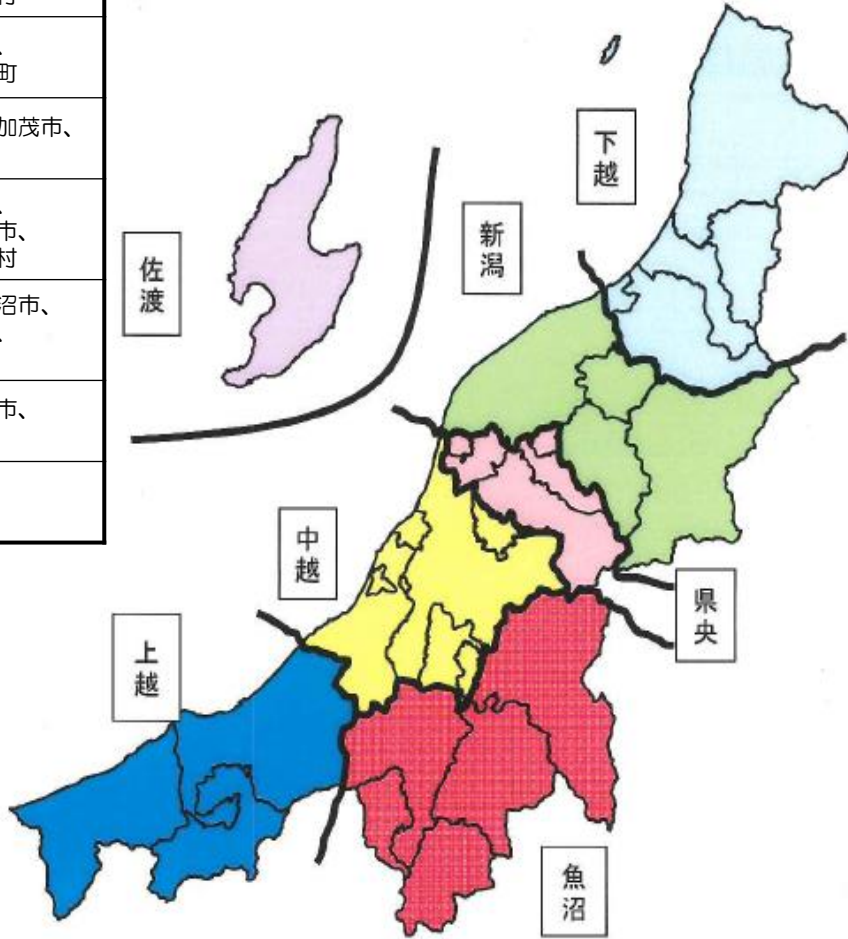 村
、
町
加茂市、
、
市、
村
沼市、
、
市、
下越
新潟
佐渡
中越
県央
上越
魚沼